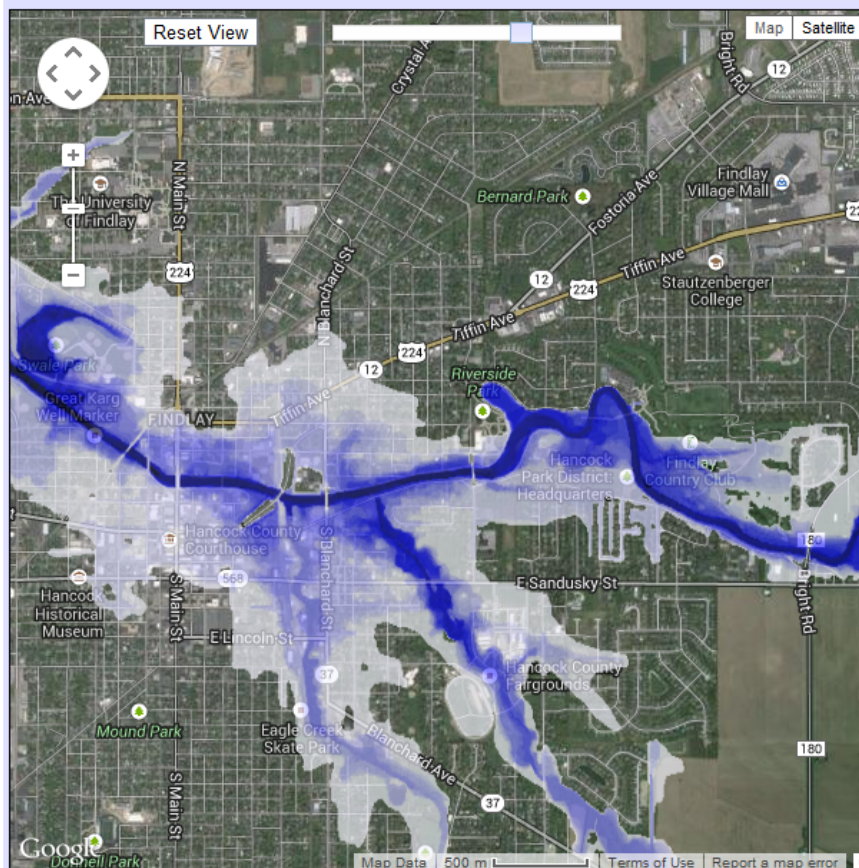 Reset View
Map
Satellite
Crystal A
Bright Rd
12
on Ave
N Main St
The University
of Findlay
Bernard Park
Fostoria Ave
Findlay
Village Mall
224
12
Tiffin Ave
224
Stautzenberger
College
N Blanchard St
Tiffin Ave
224
12
Swale Park
Riverside
Park
Great Karg
Well Marker
FINDLAY
Tiffin Ave
Hancock
Park District:
Headquarters
Findlay
Country Club
Hancock County
Courthouse
180
S Blanchard St
568
E Sandusky St
Hancock
Historical
Museum
S Main St
Bright Rd
E Lincoln St
37
Hancock County
Fairgrounds
Mound Park
Eagle Creek
Skate Park
Blanchard Ave
180
S Main St
37
Google
Donnell Park
Map Data
500 m
Terms of Use
Report a map error